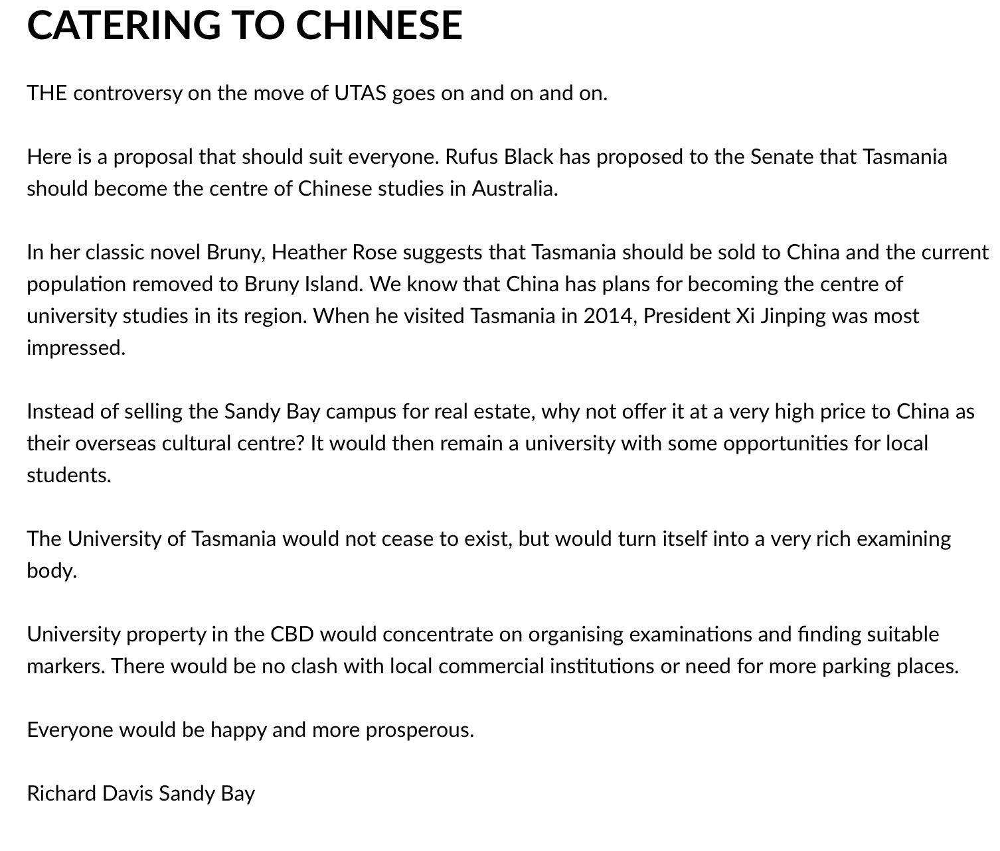 CATERING TO CHINESE
THE controversy on the move of UTAS goes on and on and on.
Here is a proposal that should suit everyone. Rufus Black has proposed to the Senate that Tasmania
should become the centre of Chinese studies in Australia.
In her classic novel Bruny, Heather Rose suggests that Tasmania should be sold to China and the current
population removed to Bruny Island. We know that China has plans for becoming the centre of
university studies in its region. When he visited Tasmania in 2014, President Xi Jinping was most
impressed.
Instead of selling the Sandy Bay campus for real estate, why not offer it at a very high price to China as
their overseas cultural centre? It would then remain a university with some opportunities for local
students.
The University of Tasmania would not cease to exist, but would turn itself into a very rich examining
body.
University property in the CBD would concentrate on organising examinations and finding suitable
markers. There would be no clash with local commercial institutions or need for more parking places.
Everyone would be happy and more prosperous.
Richard Davis Sandy Bay